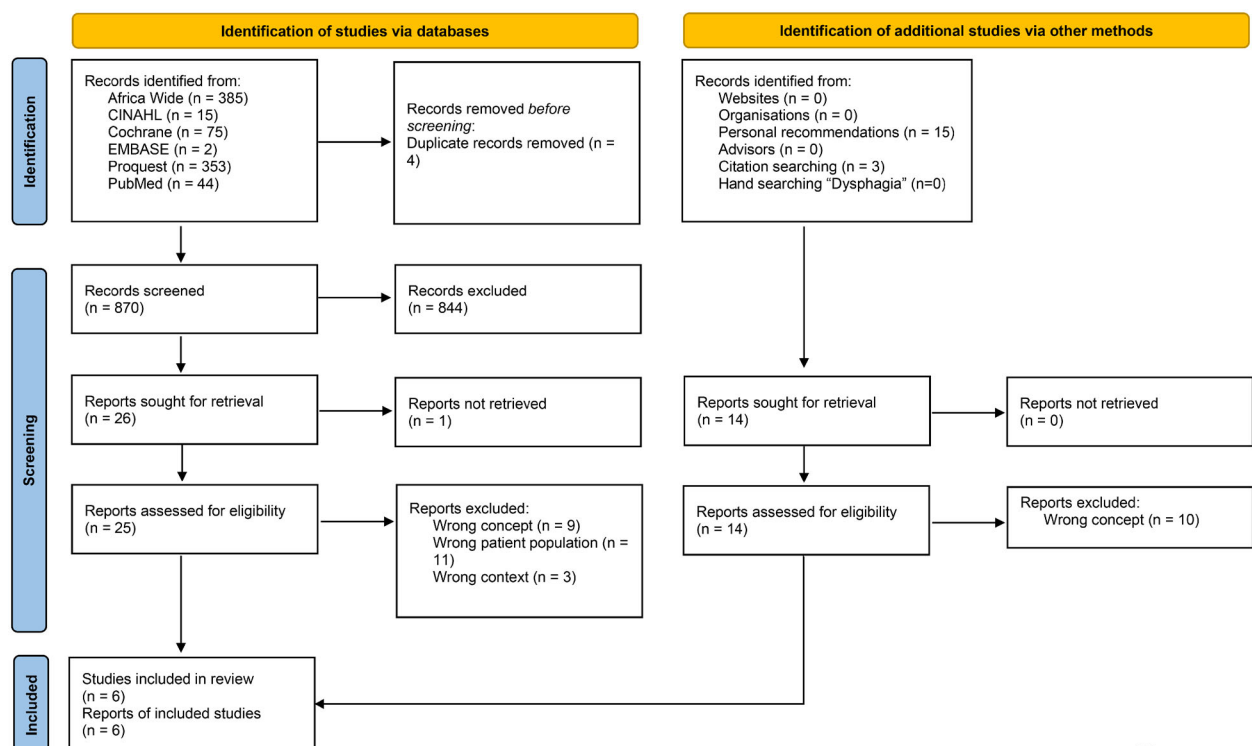 Identification of studies via databases
Identification of additional studies via other methods
Identification
Records identified from:
Africa Wide (n = 385)
CINAHL (n = 15)
Cochrane (n = 75)
EMBASE (n = 2)
Proquest (n = 353)
PubMed (n = 44)
Records removed before
screening:
Duplicate records removed (n =
4)
Records identified from:
Websites (n = 0)
Organisations (n = 0)
Personal recommendations (n = 15)
Advisors (n = 0)
Citation searching (n = 3)
Hand searching “Dysphagia” (n=0)
Screening
Records screened
(n = 870)
Records excluded
(n = 844)
Reports sought for retrieval
(n = 26)
Reports not retrieved
(n = 1)
Reports sought for retrieval
(n = 14)
Reports not retrieved
(n = 0)
Reports assessed for eligibility
(n = 25)
Reports excluded:
Wrong concept (n = 9)
Wrong patient population (n =
11)
Wrong context (n = 3)
Reports assessed for eligibility
(n = 14)
Reports excluded:
Wrong concept (n = 10)
Included
Studies included in review
(n = 6)
Reports of included studies
(n = 6)